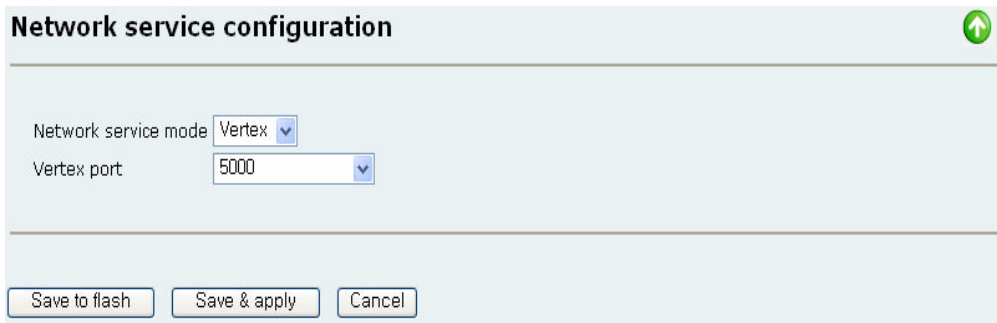 Network service configuration
Network service mode Vertex
Vertex port 5000
Save to flash Save & apply Cancel